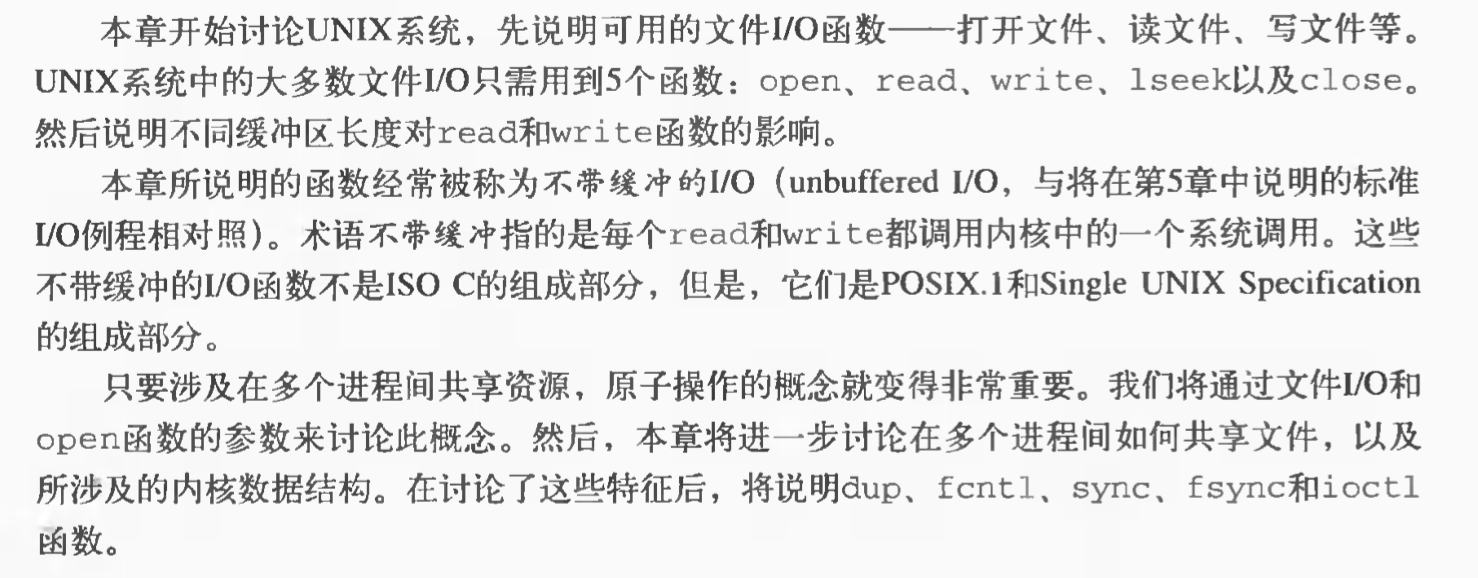 本章开始讨论UNIX系统，先说明可用的文件I/O函数——打开文件、读文件、写文件等。
UNIX系统中的大多数文件I/O只需用到5个函数：open、read、write、lseek以及close。
然后说明不同缓冲区长度对read和write函数的影响。
本章所说明的函数经常被称为不带缓冲的I/O（unbuffered I/O，与将在第5章中说明的标准
I/O例程相对照）。术语不带缓冲指的是每个read和write都调用内核中的一个系统调用。这些
不带缓冲的I/O函数不是ISO C的组成部分，但是，它们是POSIX.1和Single UNIX Specification
的组成部分。
只要涉及在多个进程间共享资源，原子操作的概念就变得非常重要。我们将通过文件I/O和
open函数的参数来讨论此概念。然后，本章将进一步讨论在多个进程间如何共享文件，以及
所涉及的内核数据结构。在讨论了这些特征后，将说明dup、fcntl、sync、fsync和ioctl
函数。